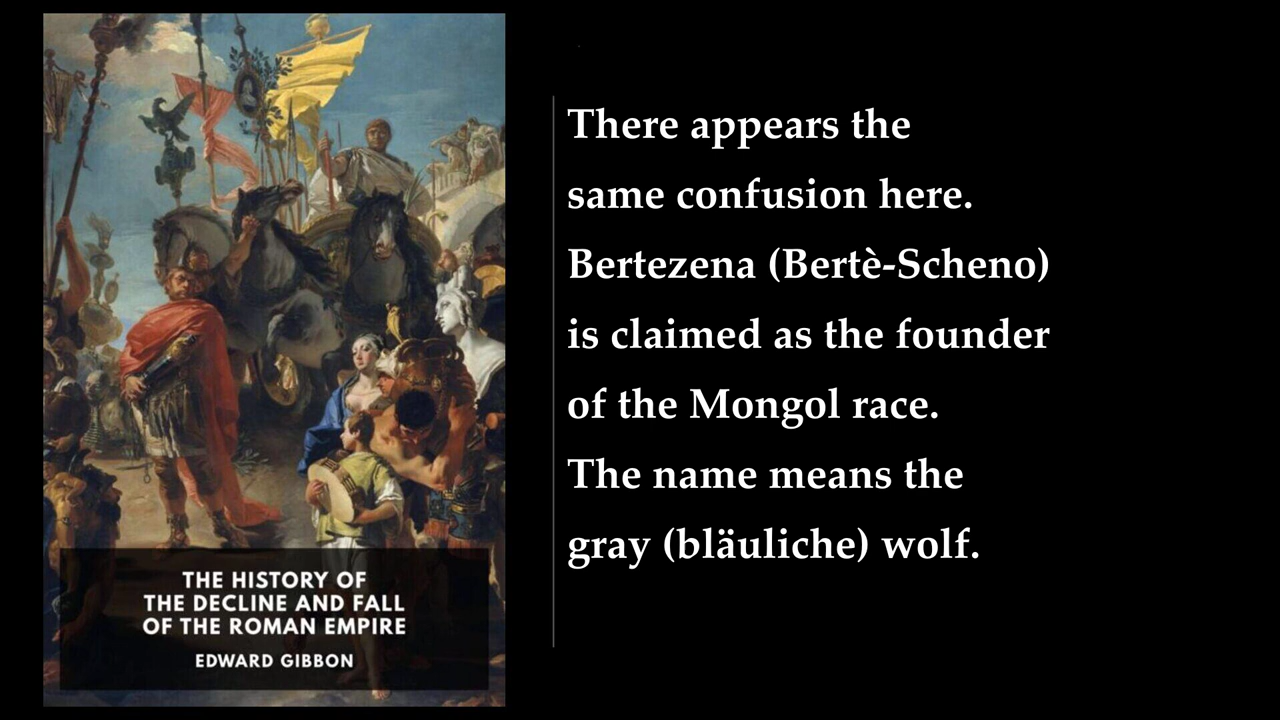 THE HISTORY OF
THE DECLINE AND FALL
OF THE ROMAN EMPIRE
EDWARD GIBBON
There appears the
same confusion here.
Bertezena (Bertè-Scheno)
is claimed as the founder
of the Mongol race.
The name means the
gray (bläuliche) wolf.